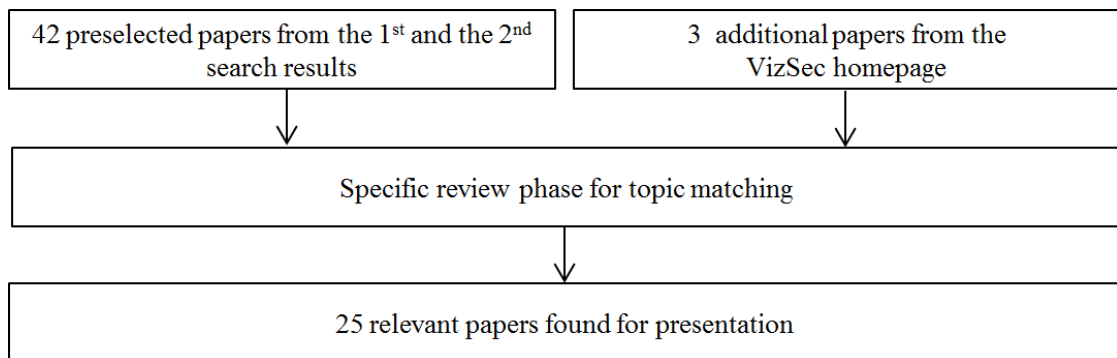 42 preselected papers from the 1st and the 2nd
search results
3 additional papers from the
VizSec homepage
Specific review phase for topic matching
25 relevant papers found for presentation